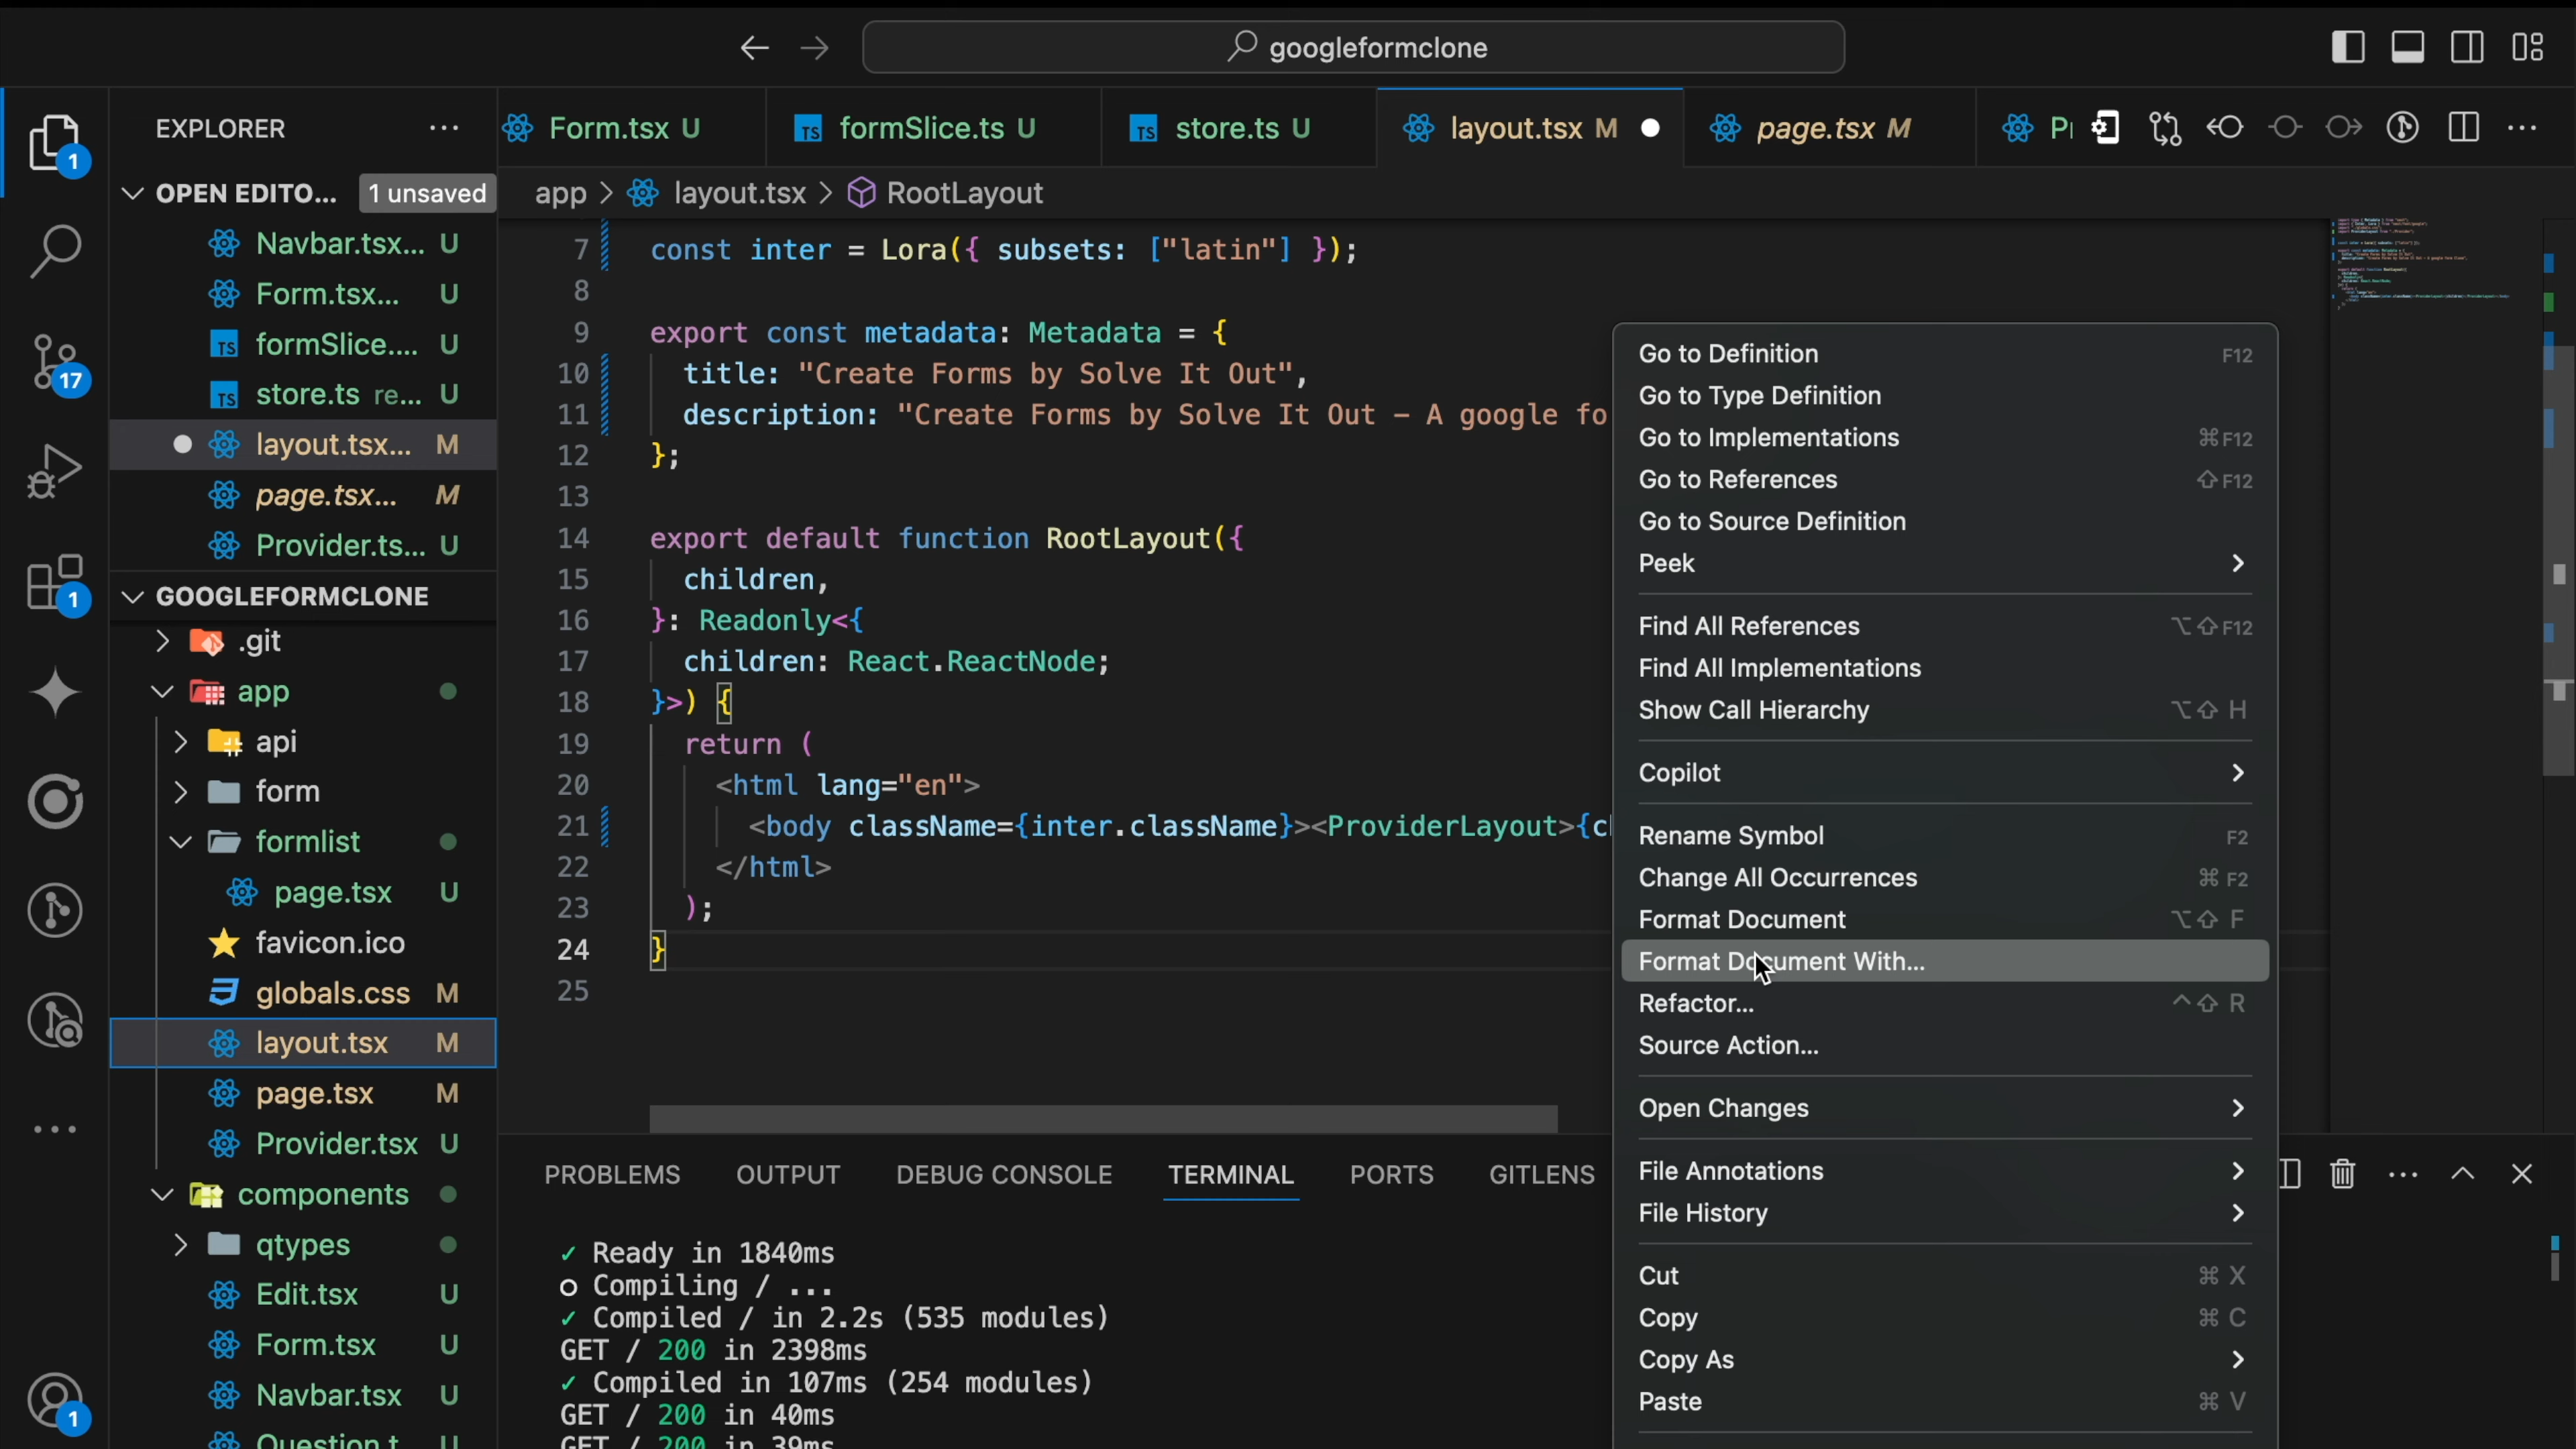 googleformclone
EXPLORER
Form.tsx U
formSlice.ts U
store.ts U
layout.tsx M
page.tsx M
OPEN EDITO... 1 unsaved
Navbar.tsx... U
Form.tsx... U
formSlice.... U
store.ts re... U
layout.tsx... M
page.tsx... M
Provider.ts... U
GOOGLEFORMCLONE
.git
app
api
form
formlist
page.tsx U
favicon.ico
globals.css M
layout.tsx M
page.tsx M
Provider.tsx U
components
qtypes
Edit.tsx U
Form.tsx U
Navbar.tsx U
1
17
1
1
app > layout.tsx > RootLayout
7 const inter = Lora({ subsets: ["latin"] });
8
9 export const metadata: Metadata = {
10 title: "Create Forms by Solve It Out",
11 description: "Create Forms by Solve It Out – A google fo
12 };
13
14 export default function RootLayout({
15 children,
16 }: Readonly<{
17 children: React.ReactNode;
18 }>) {
19 return (
20 <html lang="en">
21 <body className={inter.className}><ProviderLayout>{c
22 </html>
23 );
24 }
25
PROBLEMS OUTPUT DEBUG CONSOLE TERMINAL PORTS GITLENS
✓ Ready in 1840ms
○ Compiling / ...
✓ Compiled / in 2.2s (535 modules)
GET / 200 in 2398ms
✓ Compiled in 107ms (254 modules)
GET / 200 in 40ms
GET / 200 in 39ms
Go to Definition F12
Go to Type Definition
Go to Implementations ⌘F12
Go to References ⇧F12
Go to Source Definition
Peek
Find All References ⌥⇧F12
Find All Implementations
Show Call Hierarchy ⌥⇧ H
Copilot
Rename Symbol F2
Change All Occurrences ⌘ F2
Format Document ⌥⇧ F
Format Document With...
Refactor... ^⇧ R
Source Action...
Open Changes
File Annotations
File History
Cut ⌘ X
Copy ⌘ C
Copy As
Paste ⌘ V